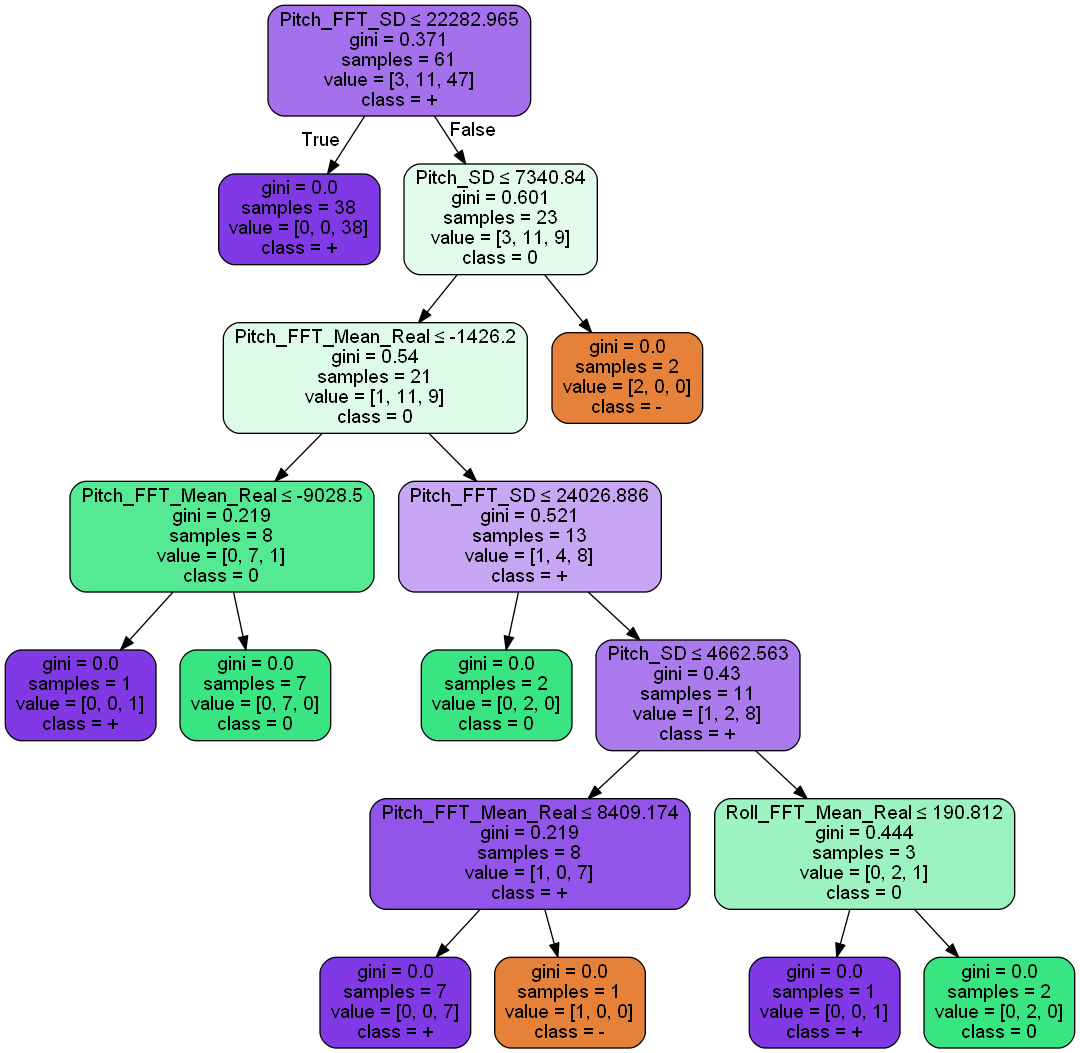 Pitch_FFT_SD ≤ 22282.965
gini = 0.371
samples = 61
value = [3, 11, 47]
class = +
True
False
gini = 0.0
samples = 38
value = [0, 0, 38]
class = +
Pitch_SD ≤ 7340.84
gini = 0.601
samples = 23
value = [3, 11, 9]
class = 0
Pitch_FFT_Mean_Real ≤ -1426.2
gini = 0.54
samples = 21
value = [1, 11, 9]
class = 0
gini = 0.0
samples = 2
value = [2, 0, 0]
class = -
Pitch_FFT_Mean_Real ≤ -9028.5
gini = 0.219
samples = 8
value = [0, 7, 1]
class = 0
Pitch_FFT_SD ≤ 24026.886
gini = 0.521
samples = 13
value = [1, 4, 8]
class = +
gini = 0.0
samples = 1
value = [0, 0, 1]
class = +
gini = 0.0
samples = 7
value = [0, 7, 0]
class = 0
gini = 0.0
samples = 2
value = [0, 2, 0]
class = 0
Pitch_SD ≤ 4662.563
gini = 0.43
samples = 11
value = [1, 2, 8]
class = +
Pitch_FFT_Mean_Real ≤ 8409.174
gini = 0.219
samples = 8
value = [1, 0, 7]
class = +
Roll_FFT_Mean_Real ≤ 190.812
gini = 0.444
samples = 3
value = [0, 2, 1]
class = 0
gini = 0.0
samples = 7
value = [0, 0, 7]
class = +
gini = 0.0
samples = 1
value = [1, 0, 0]
class = -
gini = 0.0
samples = 1
value = [0, 0, 1]
class = +
gini = 0.0
samples = 2
value = [0, 2, 0]
class = 0